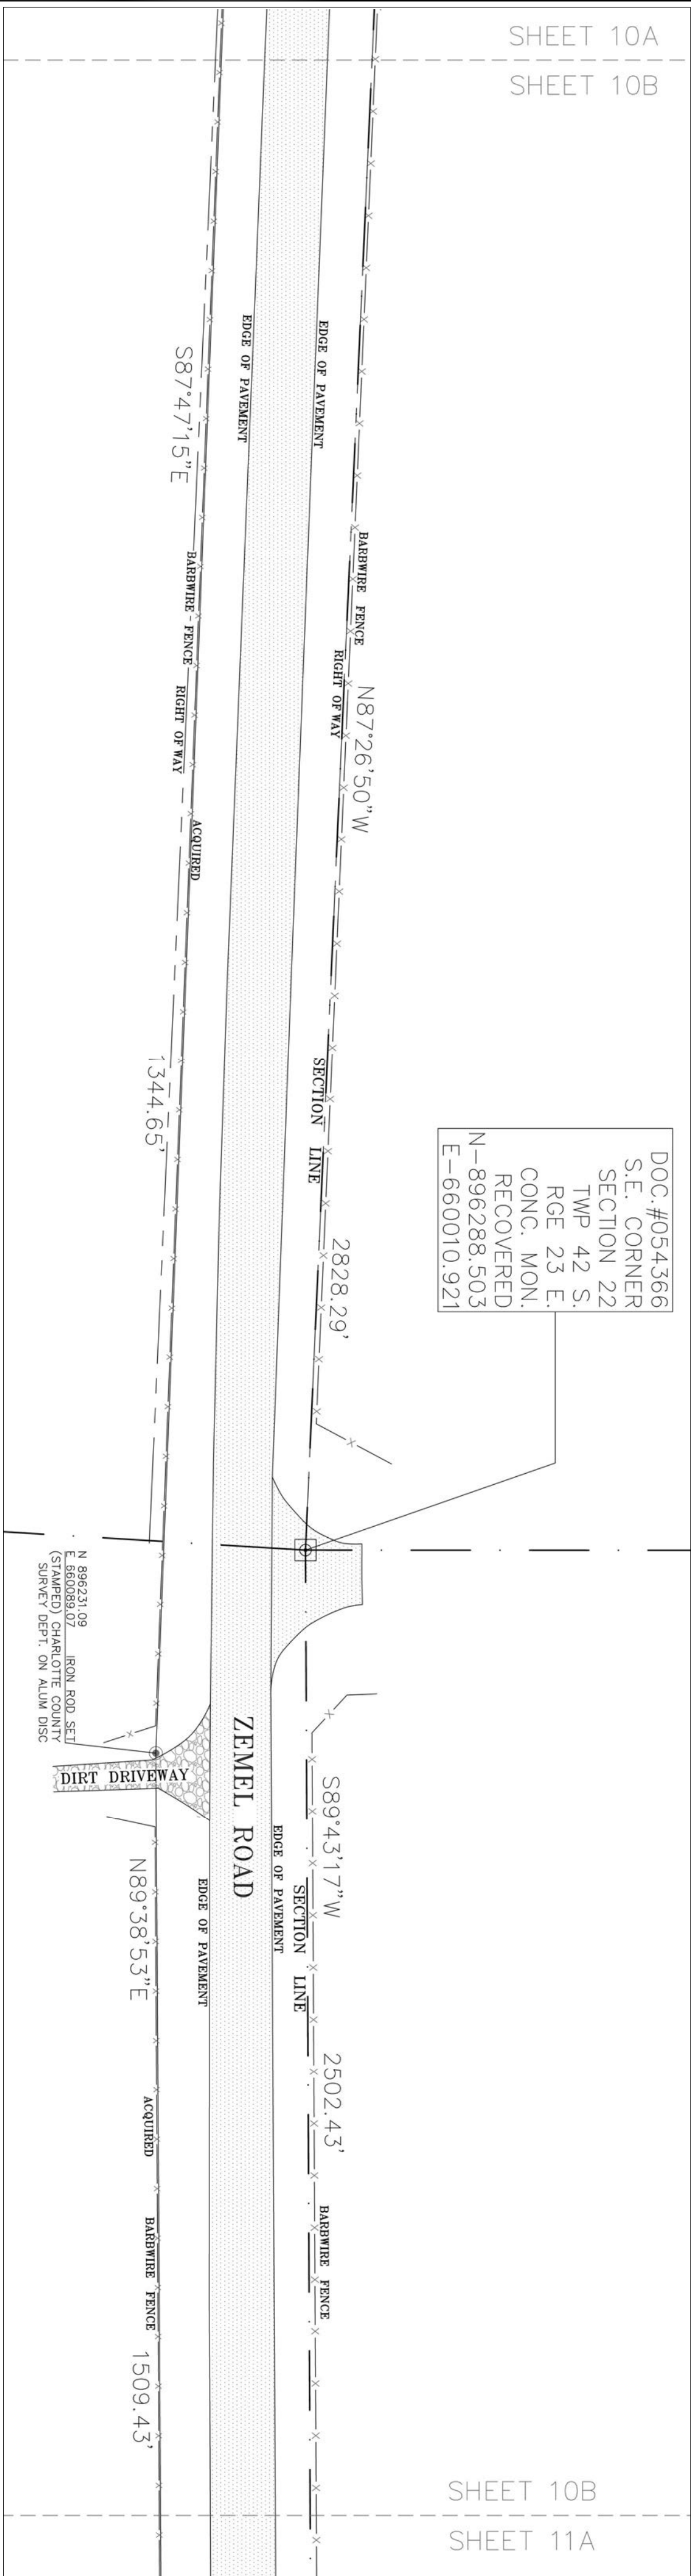 SHEET 10A
SHEET 10B
EDGE OF PAVEMENT
EDGE OF PAVEMENT
S87°47'15"E
BARBWIRE FENCE
BARBWIRE FENCE
RIGHT OF WAY
RIGHT OF WAY
N87°26'50"W
ACQUIRED
1344.65'
SECTION LINE
2828.29'
DOC.#054366
S.E. CORNER
SECTION 22
TWP 42 S.
RGE 23 E.
CONC. MON.
RECOVERED
N-896288.503
E-660010.921
N 896231.09
E 660089.07 IRON ROD SET
(STAMPED) CHARLOTTE COUNTY
SURVEY DEPT. ON ALUM DISC
DIRT DRIVEWAY
ZEMEL ROAD
S89°43'17"W
EDGE OF PAVEMENT
EDGE OF PAVEMENT
SECTION LINE
N89°38'53"E
2502.43'
ACQUIRED
BARBWIRE FENCE
BARBWIRE FENCE
1509.43'
SHEET 10B
SHEET 11A